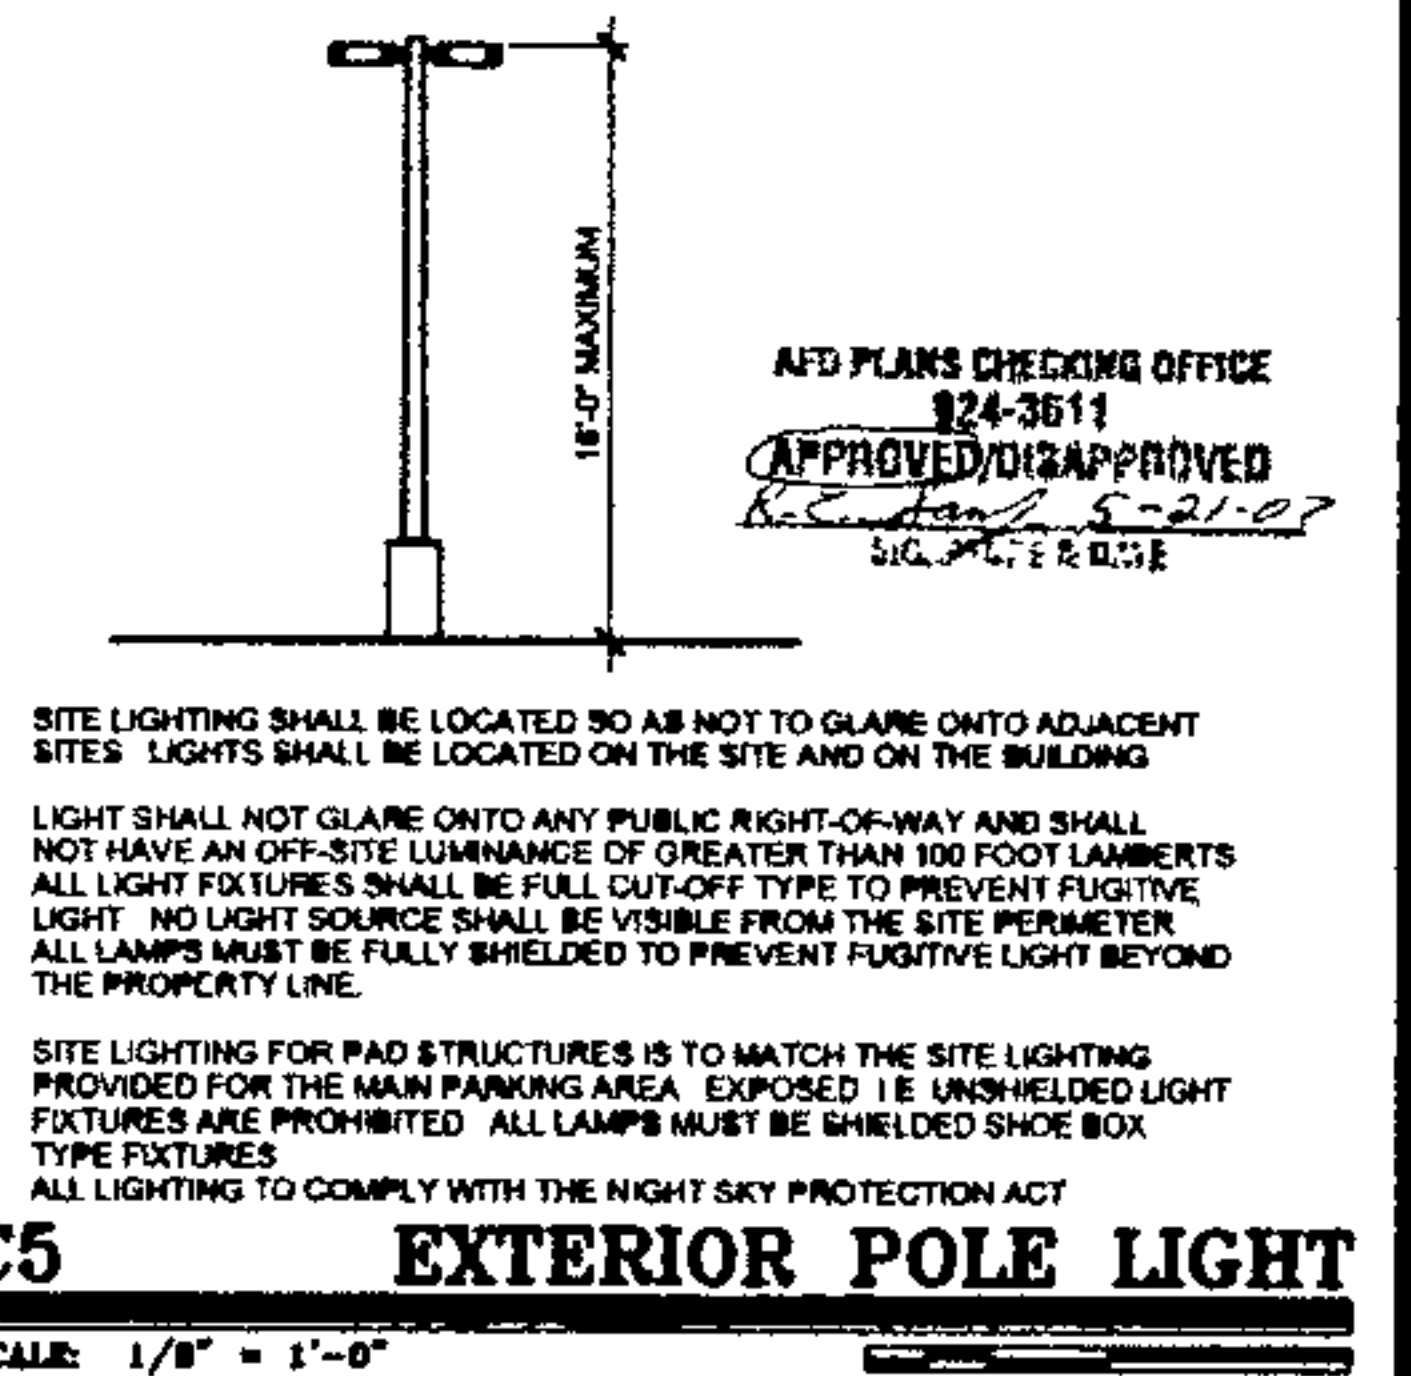 16'-0" MAXIMUM
AFD PLANS CHECKING OFFICE
924-3611
APPROVED/DISAPPROVED
R.C. 5-21-07
SIGNATURE & DATE
SITE LIGHTING SHALL BE LOCATED SO AS NOT TO GLARE ONTO ADJACENT
SITES LIGHTS SHALL BE LOCATED ON THE SITE AND ON THE BUILDING
LIGHT SHALL NOT GLARE ONTO ANY PUBLIC RIGHT-OF-WAY AND SHALL
NOT HAVE AN OFF-SITE LUMINANCE OF GREATER THAN 100 FOOT LAMBERTS
ALL LIGHT FIXTURES SHALL BE FULL CUT-OFF TYPE TO PREVENT FUGITIVE
LIGHT NO LIGHT SOURCE SHALL BE VISIBLE FROM THE SITE PERIMETER
ALL LAMPS MUST BE FULLY SHIELDED TO PREVENT FUGITIVE LIGHT BEYOND
THE PROPERTY LINE.
SITE LIGHTING FOR PAD STRUCTURES IS TO MATCH THE SITE LIGHTING
PROVIDED FOR THE MAIN PARKING AREA EXPOSED I E UNSHIELDED LIGHT
FIXTURES ARE PROHIBITED ALL LAMPS MUST BE SHIELDED SHOE BOX
TYPE FIXTURES
ALL LIGHTING TO COMPLY WITH THE NIGHT SKY PROTECTION ACT
C5 EXTERIOR POLE LIGHT
CALE: 1/8" = 1'-0"